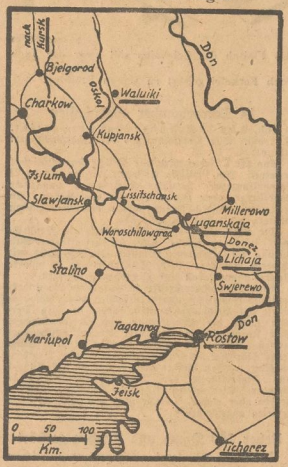 nach
Kursk
Don
Bjelgorod
Oskol
Waluiki
Charkow
Kupjansk
Isjum
Lissitschansk
Slawjansk
Millerowo
Luganskaja
Woroschilowgrod
Donez
Lichaja
Stalino
Swjerewo
Don
Taganrog
Rostow
Mariupol
Jeisk
0 50 100
Km.
Tichorez